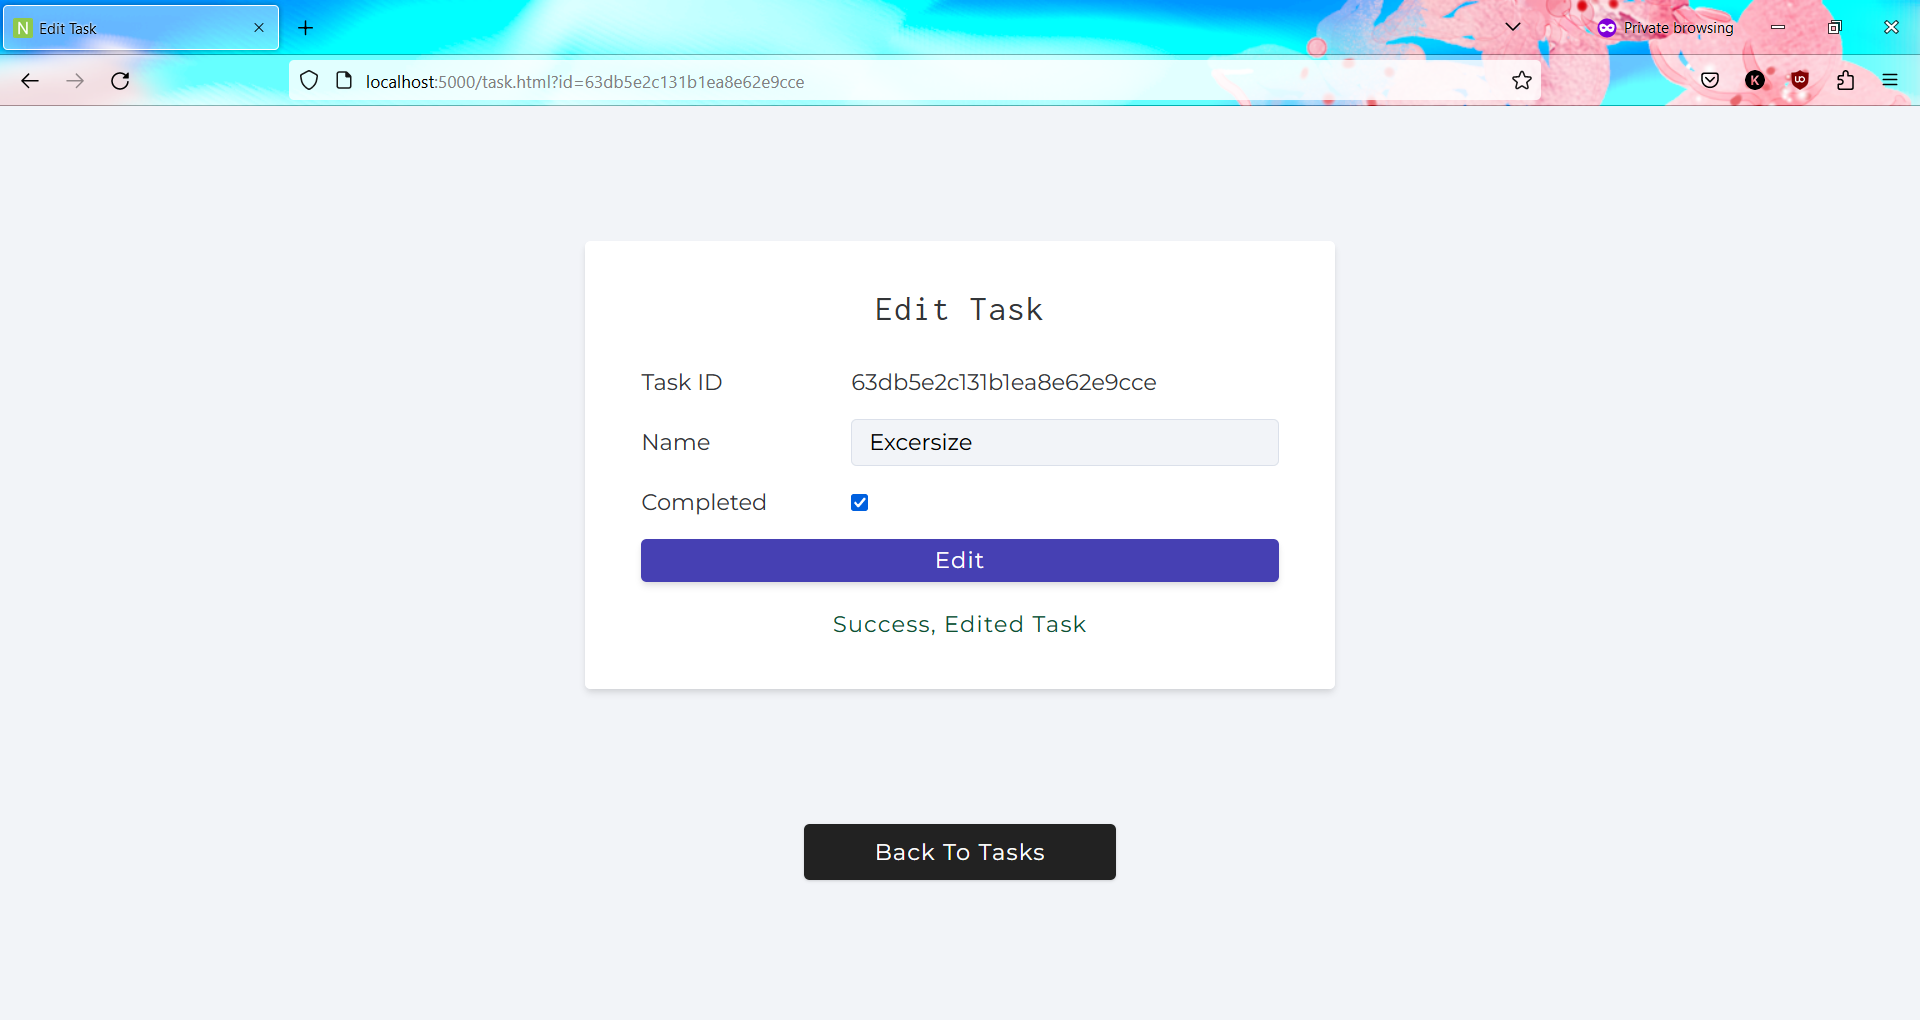 N Edit Task
Private browsing
localhost:5000/task.html?id=63db5e2c131b1ea8e62e9cce
K
Edit Task
Task ID 63db5e2c131b1ea8e62e9cce
Name Excersize
Completed
Edit
Success, Edited Task
Back To Tasks